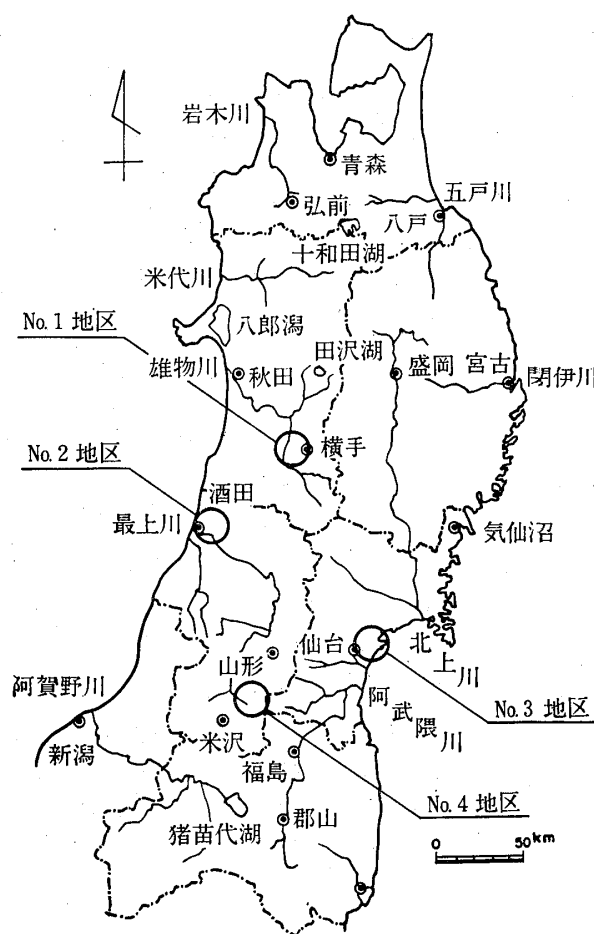 岩木川
青森
弘前
五戸川
八戸
十和田湖
米代川
No.1 地区
八郎潟
田沢湖
雄物川
秋田
盛岡
宮古
閉伊川
横手
No.2 地区
酒田
最上川
気仙沼
仙台
北上川
山形
阿賀野川
阿武隈川
No.3 地区
新潟
米沢
福島
No.4 地区
猪苗代湖
郡山
0 50km